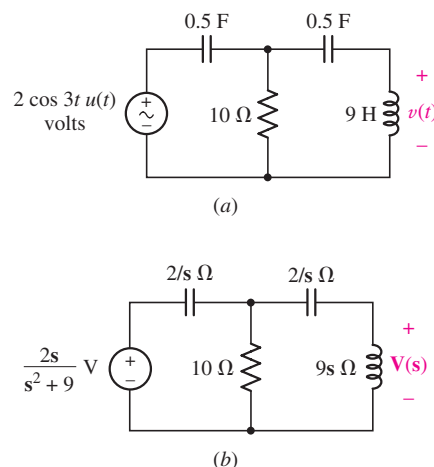 0.5 F 0.5 F
+
2 cos 3t u(t) + 10 Ω 9 H v(t)
volts −
−
(a)
2/s Ω 2/s Ω
+
2s/(s² + 9) V + − 10 Ω 9s Ω V(s)
−
(b)